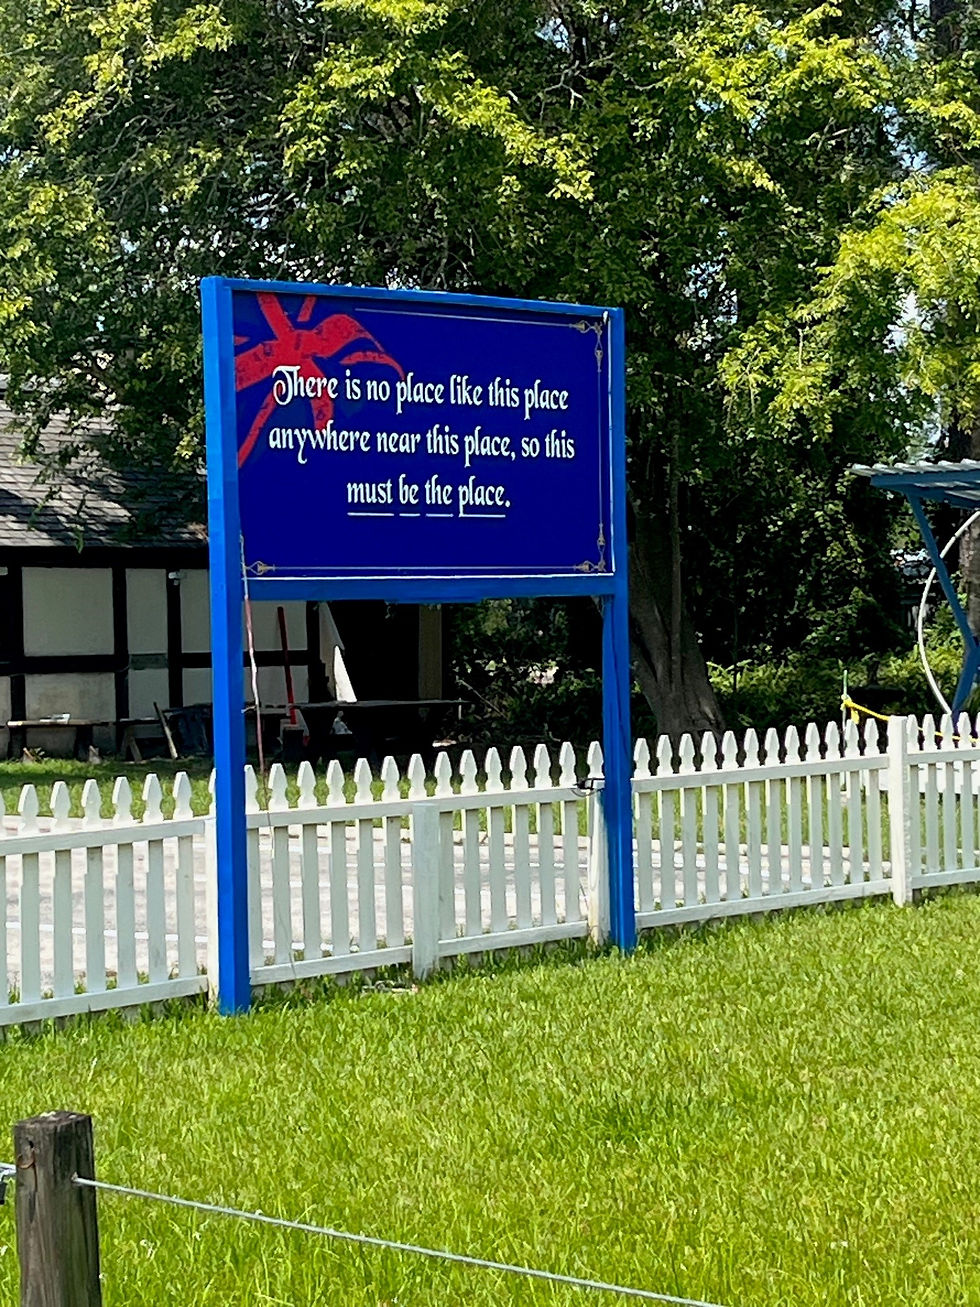 There is no place like this place
anywhere near this place, so this
must be the place.